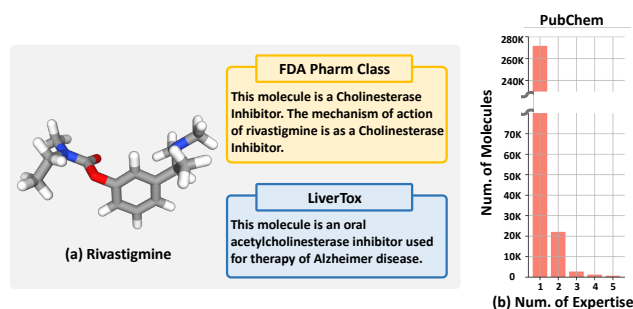 FDA Pharm Class
This molecule is a Cholinesterase
Inhibitor. The mechanism of action
of rivastigmine is as a Cholinesterase
Inhibitor.
LiverTox
This molecule is an oral
acetylcholinesterase inhibitor used
for therapy of Alzheimer disease.
(a) Rivastigmine
PubChem
Num. of Molecules
280K
260K
240K
70K
60K
50K
40K
30K
20K
10K
0
1 2 3 4 5
(b) Num. of Expertise